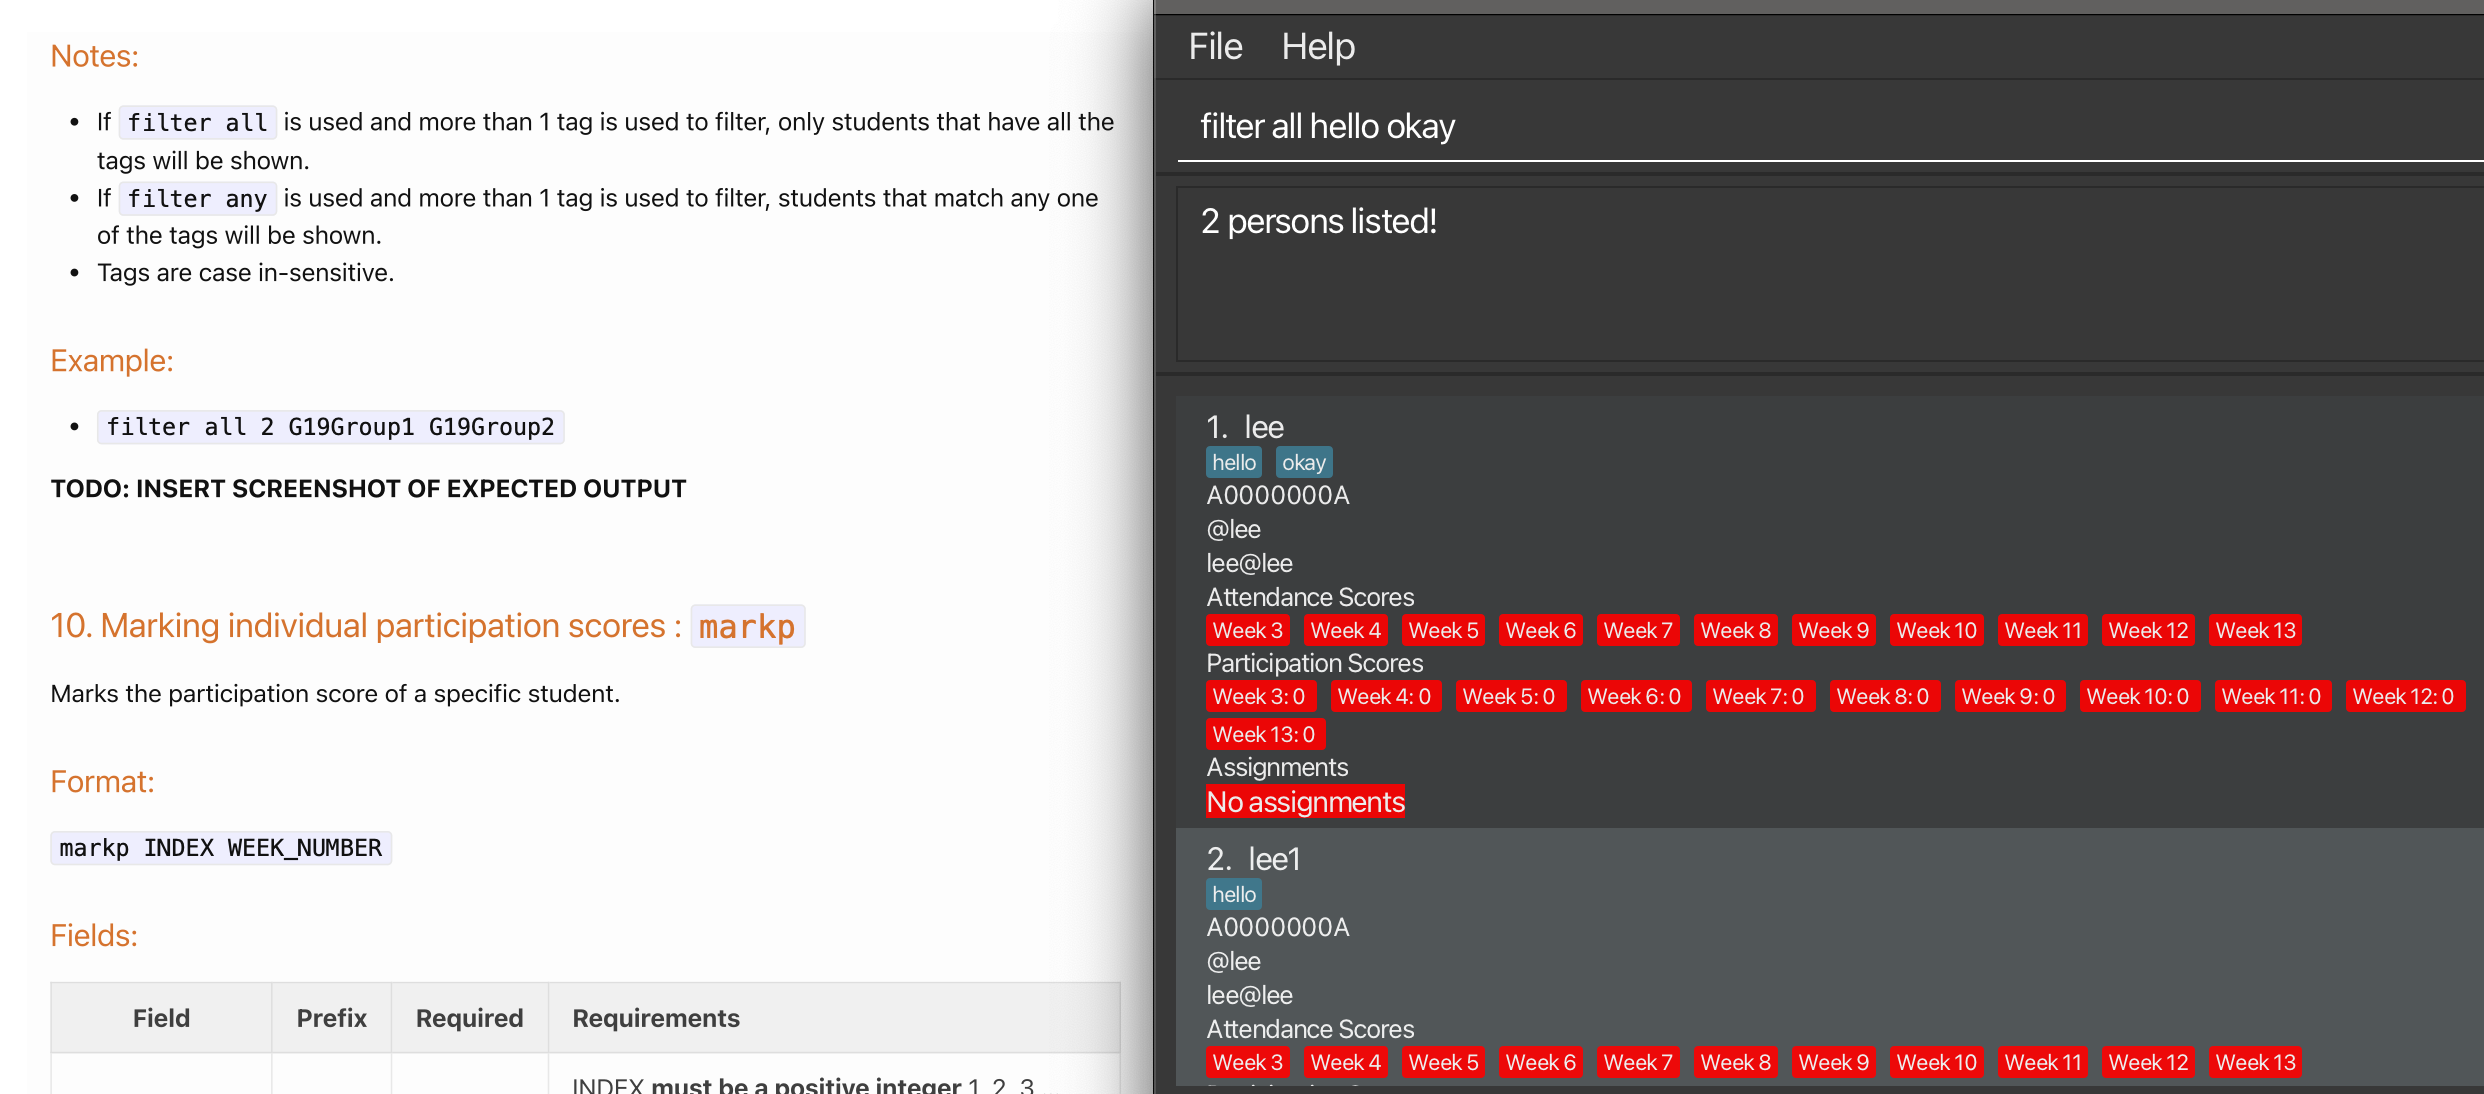 Notes:
• If filter all is used and more than 1 tag is used to filter, only students that have all the
tags will be shown.
• If filter any is used and more than 1 tag is used to filter, students that match any one
of the tags will be shown.
• Tags are case in-sensitive.
Example:
• filter all 2 G19Group1 G19Group2
TODO: INSERT SCREENSHOT OF EXPECTED OUTPUT
10. Marking individual participation scores : markp
Marks the participation score of a specific student.
Format:
markp INDEX WEEK_NUMBER
Fields:
Field Prefix Required Requirements
INDEX must be a positive integer 1, 2, 3
File Help
filter all hello okay
2 persons listed!
1. lee
hello okay
A0000000A
@lee
lee@lee
Attendance Scores
Week 3 Week 4 Week 5 Week 6 Week 7 Week 8 Week 9 Week 10 Week 11 Week 12 Week 13
Participation Scores
Week 3: 0 Week 4: 0 Week 5: 0 Week 6: 0 Week 7: 0 Week 8: 0 Week 9: 0 Week 10: 0 Week 11: 0 Week 12: 0
Week 13: 0
Assignments
No assignments
2. lee1
hello
A0000000A
@lee
lee@lee
Attendance Scores
Week 3 Week 4 Week 5 Week 6 Week 7 Week 8 Week 9 Week 10 Week 11 Week 12 Week 13